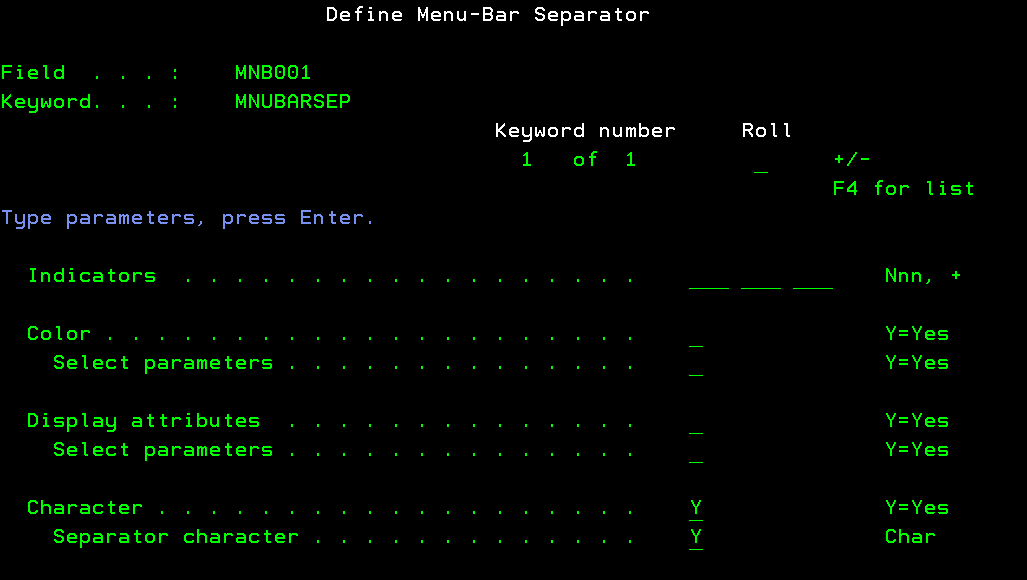 Define Menu-Bar Separator
Field . . . : MNB001
Keyword. . . : MNUBARSEP
Keyword number Roll
1 of 1 _ +/-
F4 for list
Type parameters, press Enter.
Indicators . . . . . . . . . . . . . . . . . . ___ ___ ___ Nnn, +
Color . . . . . . . . . . . . . . . . . . . . . _ Y=Yes
Select parameters . . . . . . . . . . . . . . _ Y=Yes
Display attributes . . . . . . . . . . . . . . _ Y=Yes
Select parameters . . . . . . . . . . . . . . _ Y=Yes
Character . . . . . . . . . . . . . . . . . . . Y Y=Yes
Separator character . . . . . . . . . . . . . Y Char